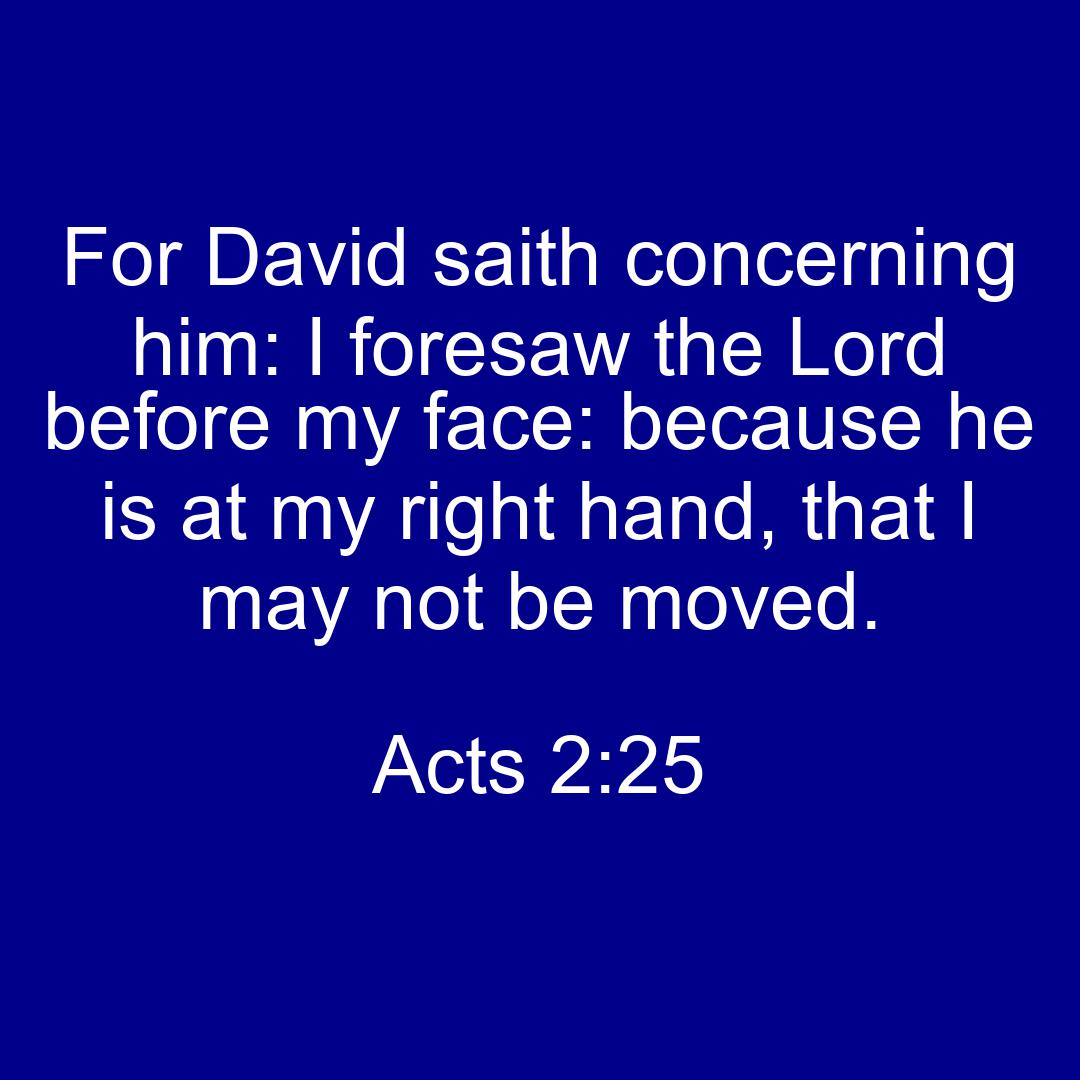 For David saith concerning
him: I foresaw the Lord
before my face: because he
is at my right hand, that I
may not be moved.
Acts 2:25